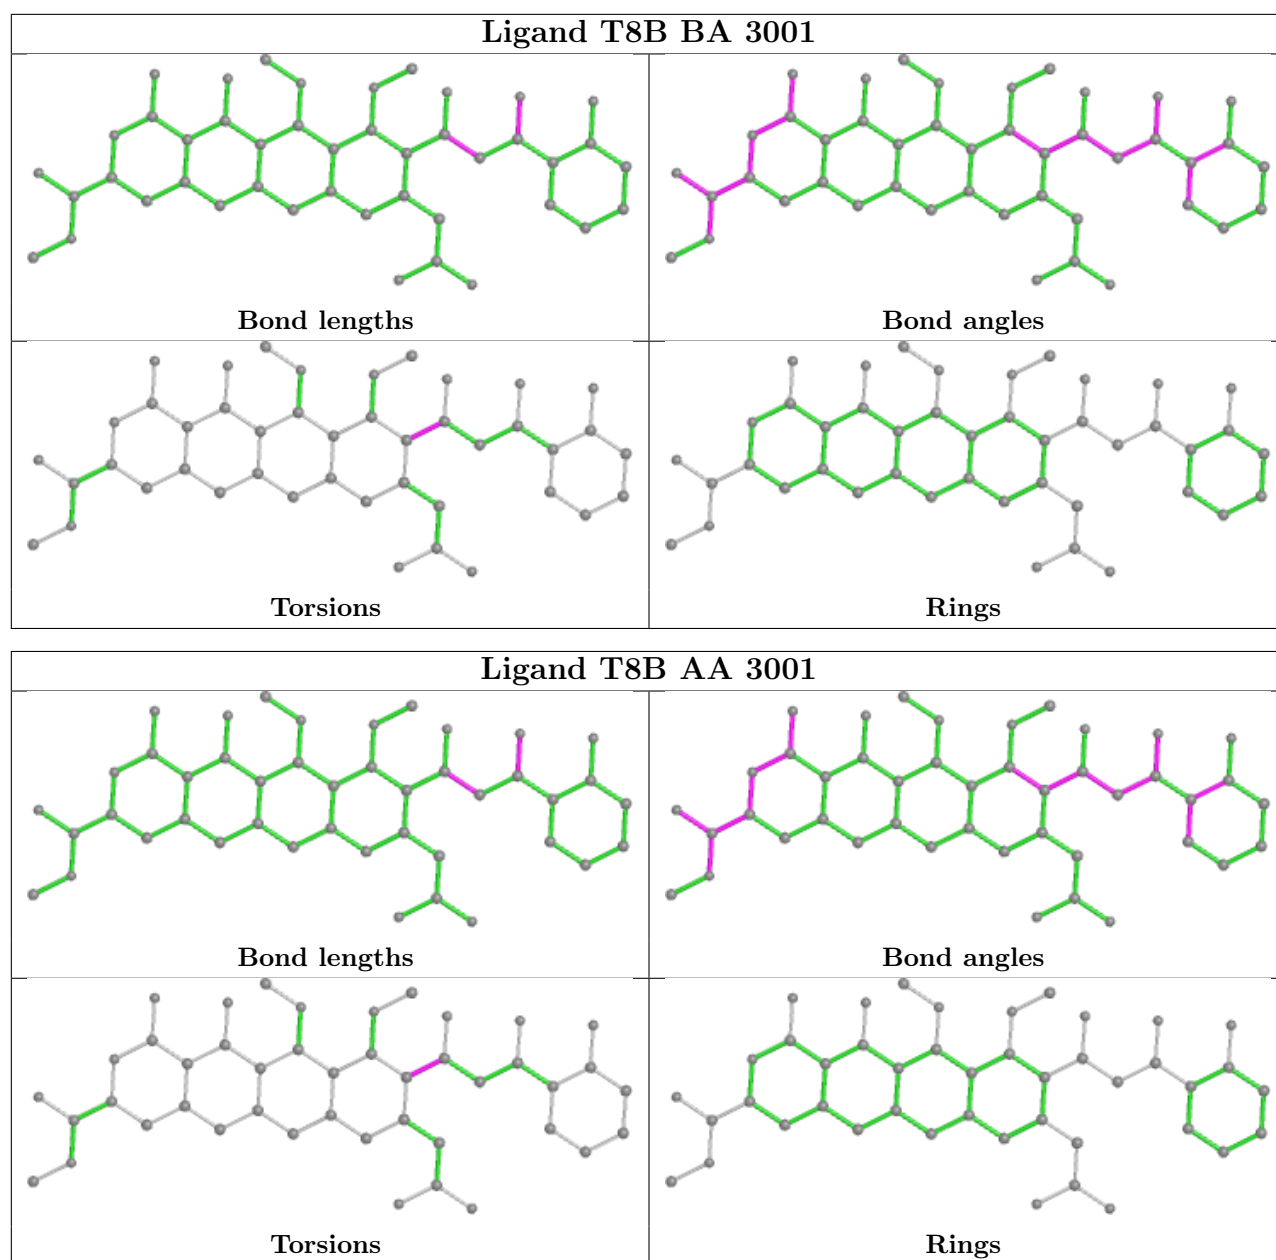 Ligand T8B BA 3001
Bond lengths
Bond angles
Torsions
Rings
Ligand T8B AA 3001
Bond lengths
Bond angles
Torsions
Rings